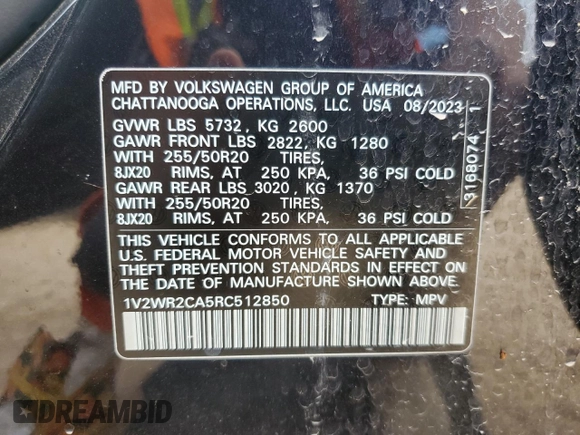 MFD BY VOLKSWAGEN GROUP OF AMERICA
CHATTANOOGA OPERATIONS, LLC. USA 08/2023
GVWR LBS 5732, KG 2600
GAWR FRONT LBS 2822, KG 1280
WITH 255/50R20 TIRES,
8JX20 RIMS, AT 250 KPA, 36 PSI COLD
GAWR REAR LBS 3020, KG 1370
WITH 255/50R20 TIRES,
8JX20 RIMS, AT 250 KPA, 36 PSI COLD
THIS VEHICLE CONFORMS TO ALL APPLICABLE
U.S. FEDERAL MOTOR VEHICLE SAFETY AND
THEFT PREVENTION STANDARDS IN EFFECT ON THE
DATE OF MANUFACTURE SHOWN ABOVE.
1V2WR2CA5RC512850 TYPE: MPV
3168074 1
DREAMBID